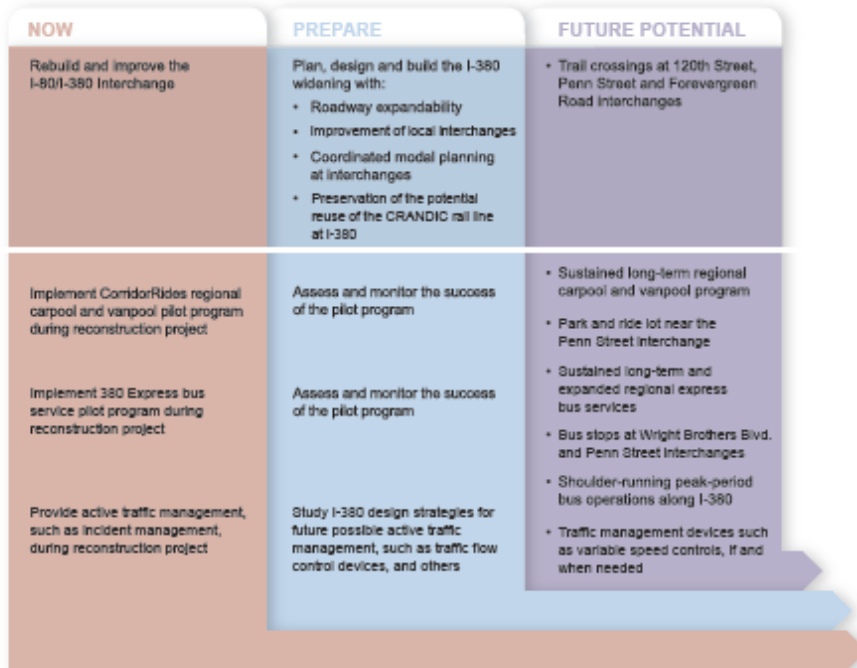 NOW
Rebuild and improve the
I-80/I-380 Interchange
Implement CorridorRides regional
carpool and vanpool pilot program
during reconstruction project
Implement 380 Express bus
service pilot program during
reconstruction project
Provide active traffic management,
such as incident management,
during reconstruction project
PREPARE
Plan, design and build the I-380
widening with:
• Roadway expandability
• Improvement of local interchanges
• Coordinated modal planning
at interchanges
• Preservation of the potential
reuse of the CRANDIC rail line
at I-380
Assess and monitor the success
of the pilot program
Assess and monitor the success
of the pilot program
Study I-380 design strategies for
future possible active traffic
management, such as traffic flow
control devices, and others
FUTURE POTENTIAL
• Trail crossings at 120th Street,
Penn Street and Forevergreen
Road interchanges
• Sustained long-term regional
carpool and vanpool program
• Park and ride lot near the
Penn Street interchange
• Sustained long-term and
expanded regional express
bus services
• Bus stops at Wright Brothers Blvd.
and Penn Street interchanges
• Shoulder-running peak-period
bus operations along I-380
• Traffic management devices such
as variable speed controls, if and
when needed